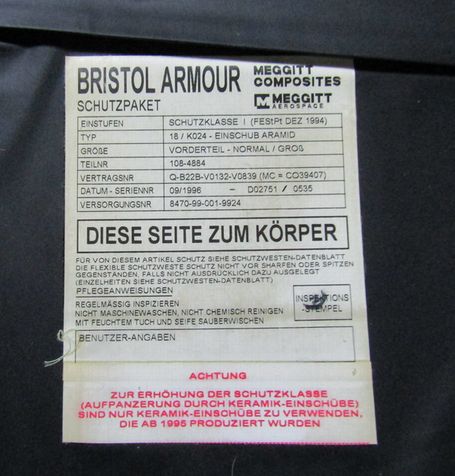 BRISTOL ARMOUR
SCHUTZPAKET
MEGGITT
COMPOSITES
MEGGITT
AEROSPACE
EINSTUFEN SCHUTZKLASSE I (FEStPt DEZ 1994)
TYP 18 / K024 - EINSCHUB ARAMID
GRÖßE VORDERTEIL - NORMAL / GROß
TEILNR 108-4884
VERTRAGSNR Q-B22B-V0132-V0839 (MC = CQ39407)
DATUM - SERIENNR 09/1996 - D02751 / 0535
VERSORGUNGSNR 8470-99-001-9924
DIESE SEITE ZUM KÖRPER
FÜR VON DIESEM ARTIKEL SCHUTZ SIEHE SCHUTZWESTEN-DATENBLATT
DIE FLEXIBLE SCHUTZWESTE SCHUTZ NICHT VOR SHARFEN ODER SPITZEN
GEGENSTÄNDEN, FALLS NICHT AUSDRÜCKLICH DAZU AUSGELEGT
(EINZELHEITEN SIEHE SCHUTZWESTEN-DATENBLATT)
PFLEGEANWEISUNGEN
REGELMÄSSIG INSPIZIEREN
NICHT MASCHINEWASCHEN, NICHT CHEMISCH REINIGEN
MIT FEUCHTEM TUCH UND SEIFE SAUBERWISCHEN
INSPEKTIONS
-STEMPEL
BENUTZER-ANGABEN
ACHTUNG
ZUR ERHÖHUNG DER SCHUTZKLASSE
(AUFPANZERUNG DURCH KERAMIK-EINSCHÜBE)
SIND NUR KERAMIK-EINSCHÜBE ZU VERWENDEN,
DIE AB 1995 PRODUZIERT WURDEN